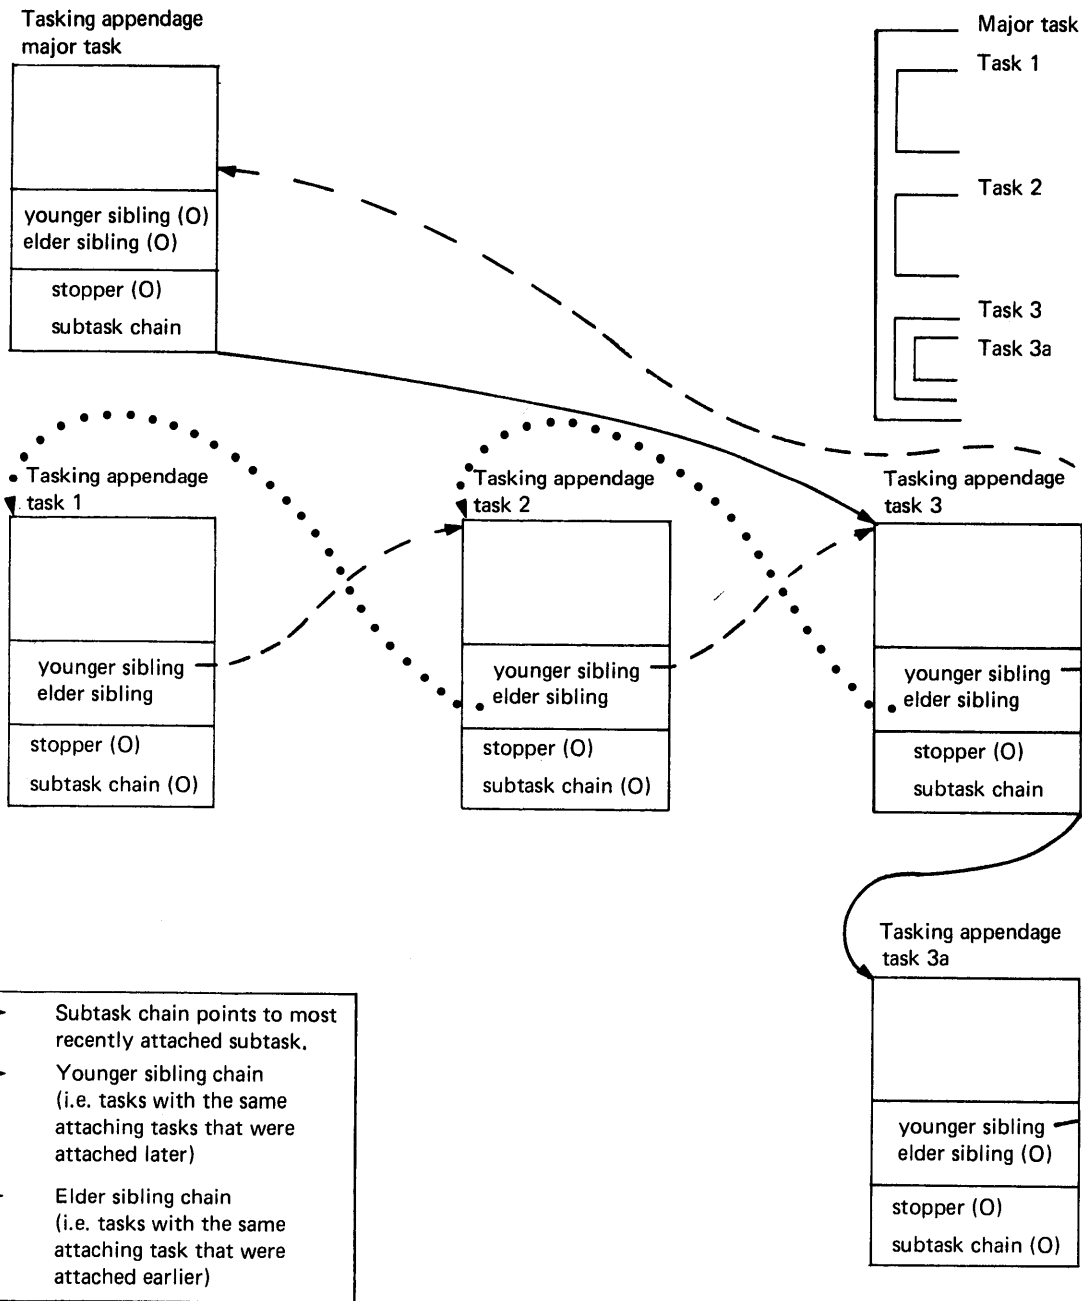 Tasking appendage
major task
younger sibling (O)
elder sibling (O)
stopper (O)
subtask chain
Major task
Task 1
Task 2
Task 3
Task 3a
Tasking appendage
task 1
younger sibling
elder sibling
stopper (O)
subtask chain (O)
Tasking appendage
task 2
younger sibling
elder sibling
stopper (O)
subtask chain (O)
Tasking appendage
task 3
younger sibling
elder sibling
stopper (O)
subtask chain
Tasking appendage
task 3a
younger sibling
elder sibling (O)
stopper (O)
subtask chain (O)
Subtask chain points to most
recently attached subtask.
Younger sibling chain
(i.e. tasks with the same
attaching tasks that were
attached later)
Elder sibling chain
(i.e. tasks with the same
attaching task that were
attached earlier)